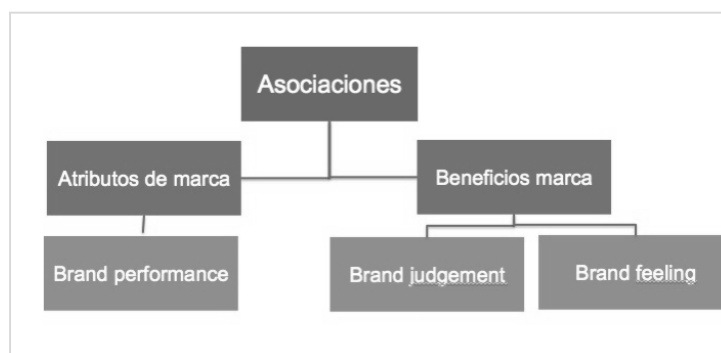 Asociaciones
Atributos de marca
Beneficios marca
Brand performance
Brand judgement
Brand feeling